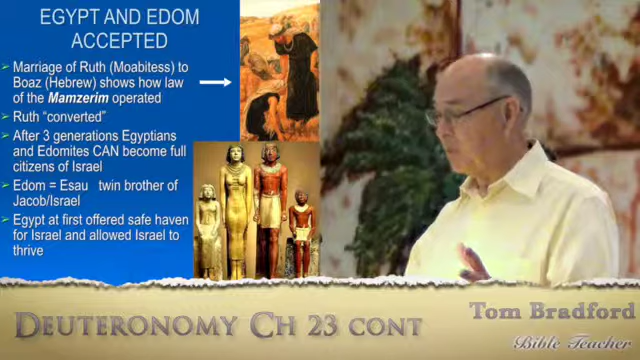 EGYPT AND EDOM
ACCEPTED
➢ Marriage of Ruth (Moabitess) to
Boaz (Hebrew) shows how law
of the Mamzerim operated
➢ Ruth “converted”
➢ After 3 generations Egyptians
and Edomites CAN become full
citizens of Israel
➢ Edom = Esau twin brother of
Jacob/Israel
➢ Egypt at first offered safe haven
for Israel and allowed Israel to
thrive
Tom Bradford
Deuteronomy Ch 23 cont
Bible Teacher